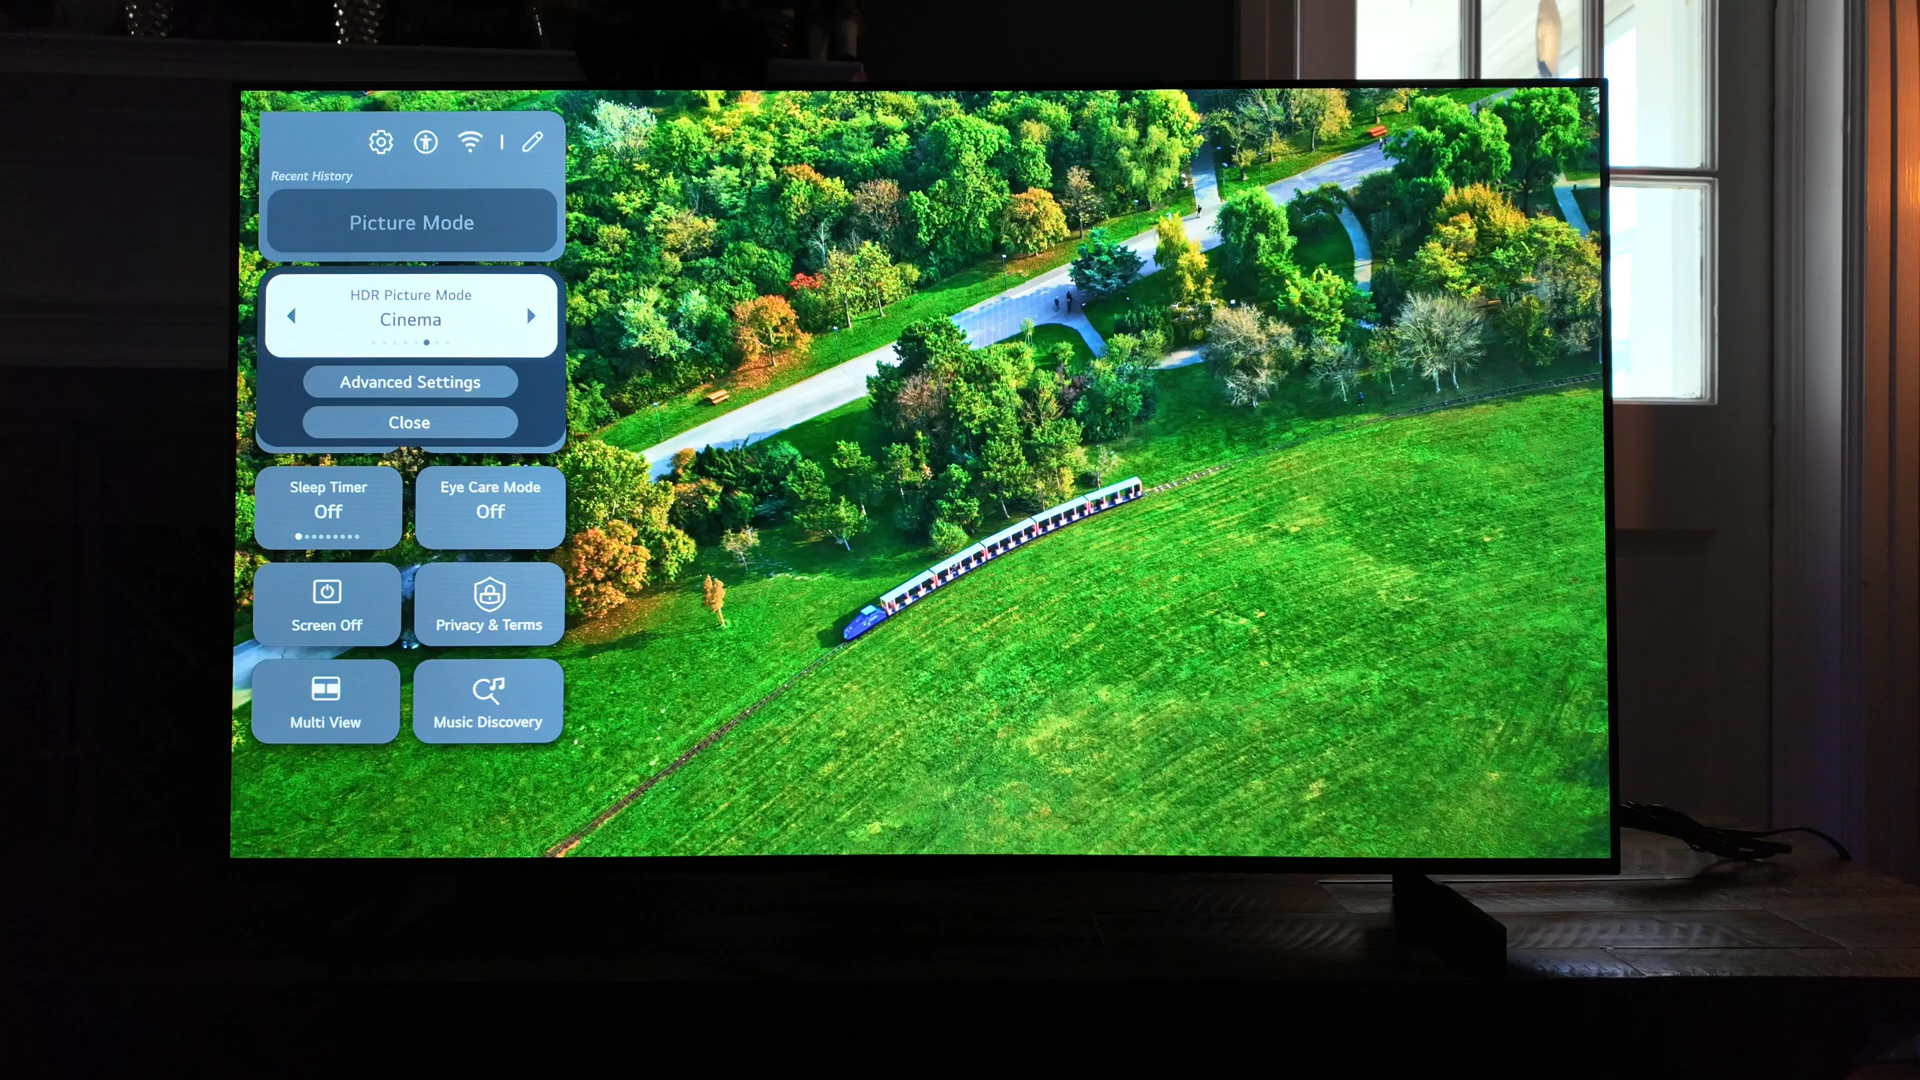 Recent History
Picture Mode
HDR Picture Mode
Cinema
Advanced Settings
Close
Sleep Timer
Off
Eye Care Mode
Off
Screen Off
Privacy & Terms
Multi View
Music Discovery